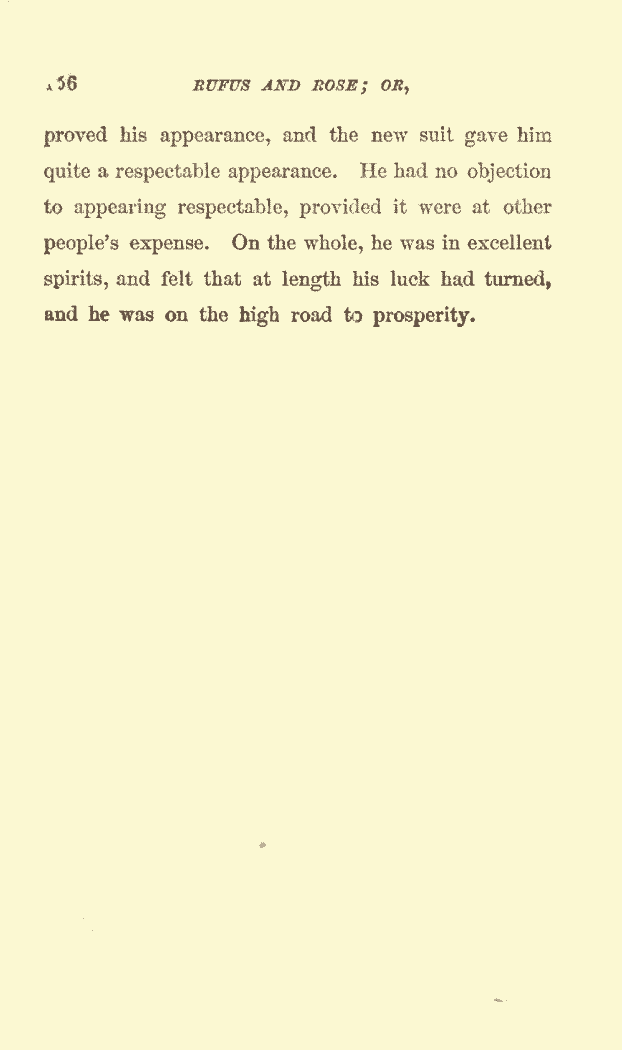 156 RUFUS AND ROSE; OR,
proved his appearance, and the new suit gave him
quite a respectable appearance. He had no objection
to appearing respectable, provided it were at other
people's expense. On the whole, he was in excellent
spirits, and felt that at length his luck had turned,
and he was on the high road to prosperity.